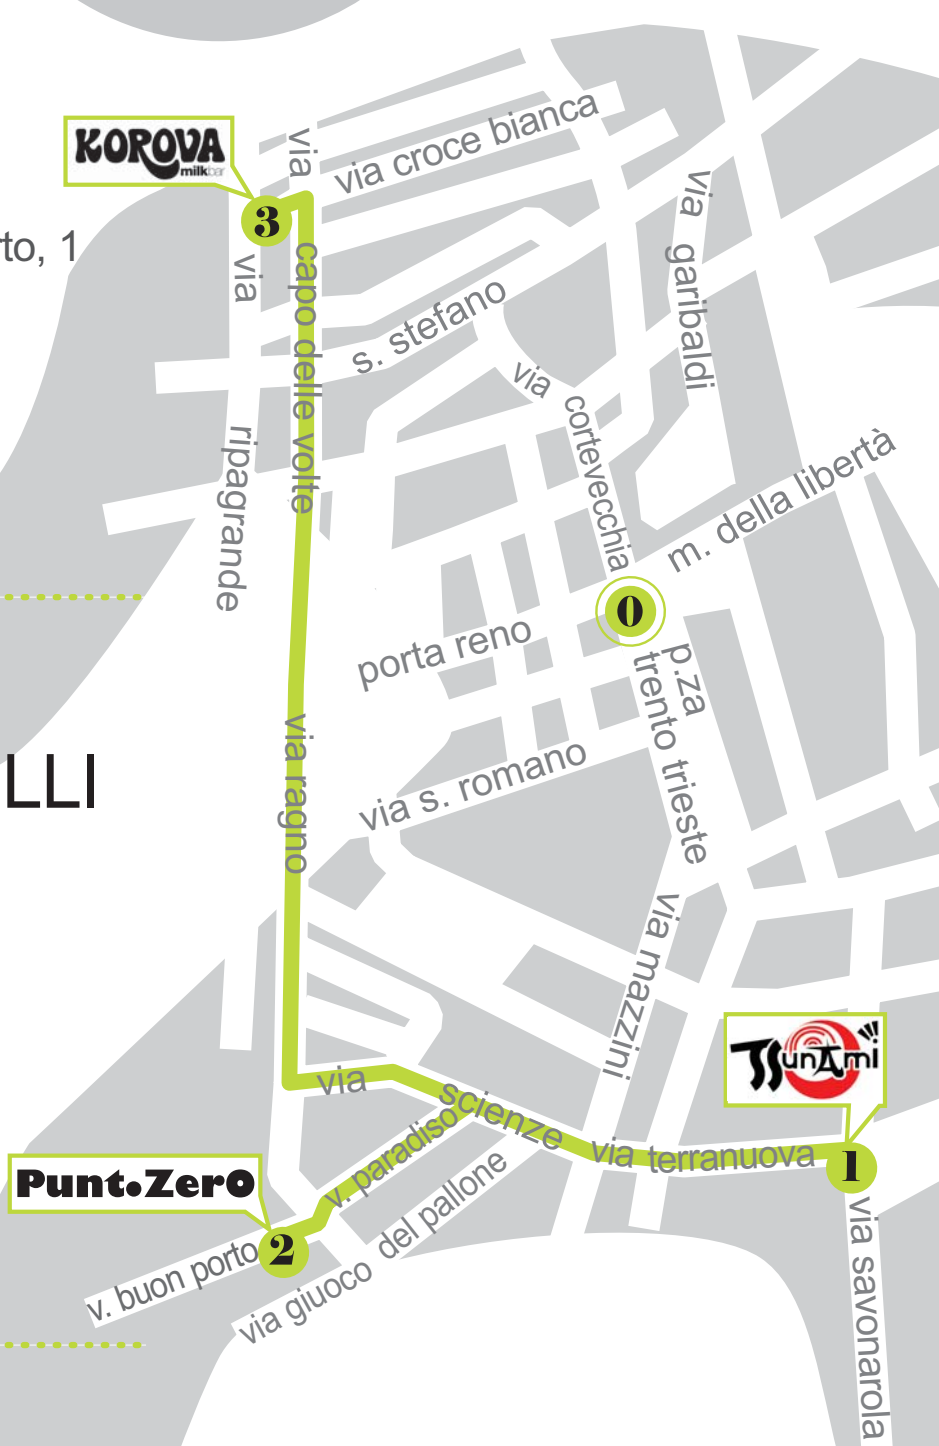 KOROVA
milkbar
3
via
via croce bianca
rto, 1
via
ripagrande
capo delle volte
s. stefano
via
cortevecchia
via garibaldi
m. della libertà
0
porta reno
p.za
trento trieste
LLI
via ragno
via s. romano
via mazzini
TSunAmi
via
scienze
via terranuova
1
v. paradiso
Punt.Zer0
2
v. buon porto
via giuoco del pallone
via savonarola